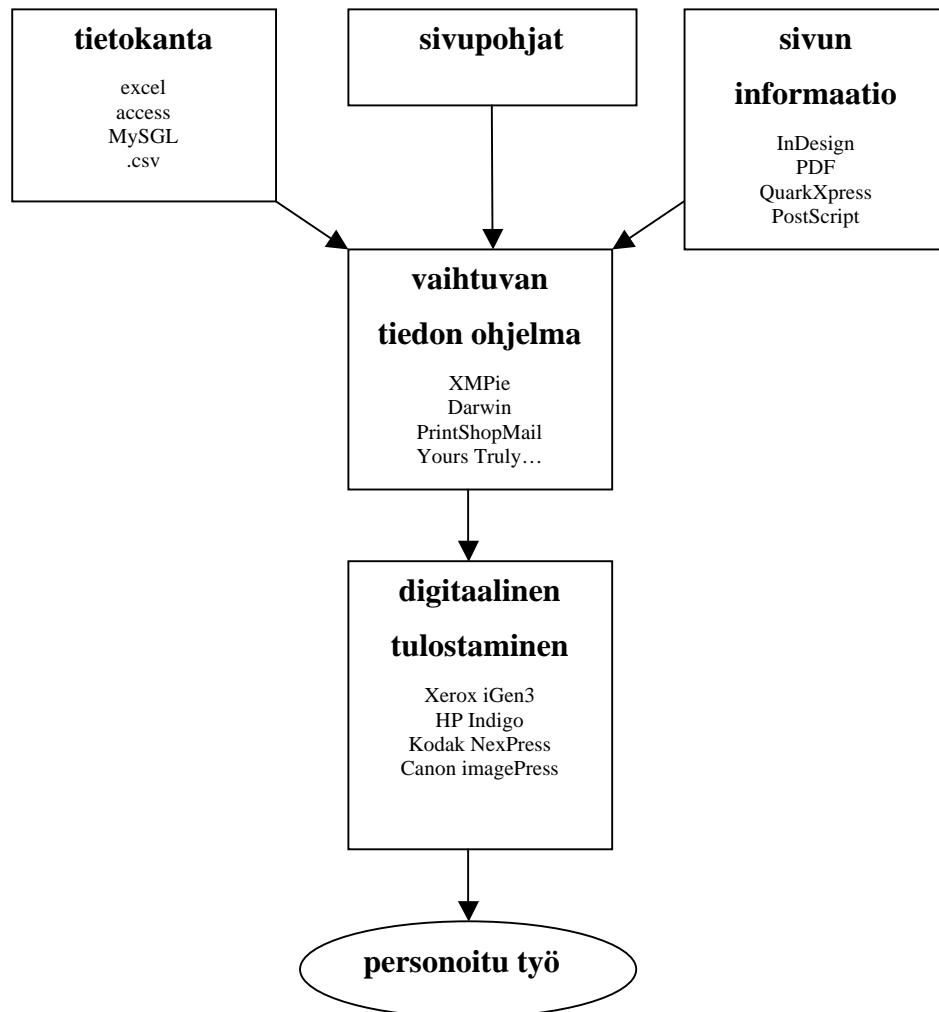 tietokanta
excel
access
MySGL
.csv
sivupohjat
sivun
informaatio
InDesign
PDF
QuarkXpress
PostScript
vaihtuvan
tiedon ohjelma
XMPie
Darwin
PrintShopMail
Yours Truly…
digitaalinen
tulostaminen
Xerox iGen3
HP Indigo
Kodak NexPress
Canon imagePress
personoitu työ